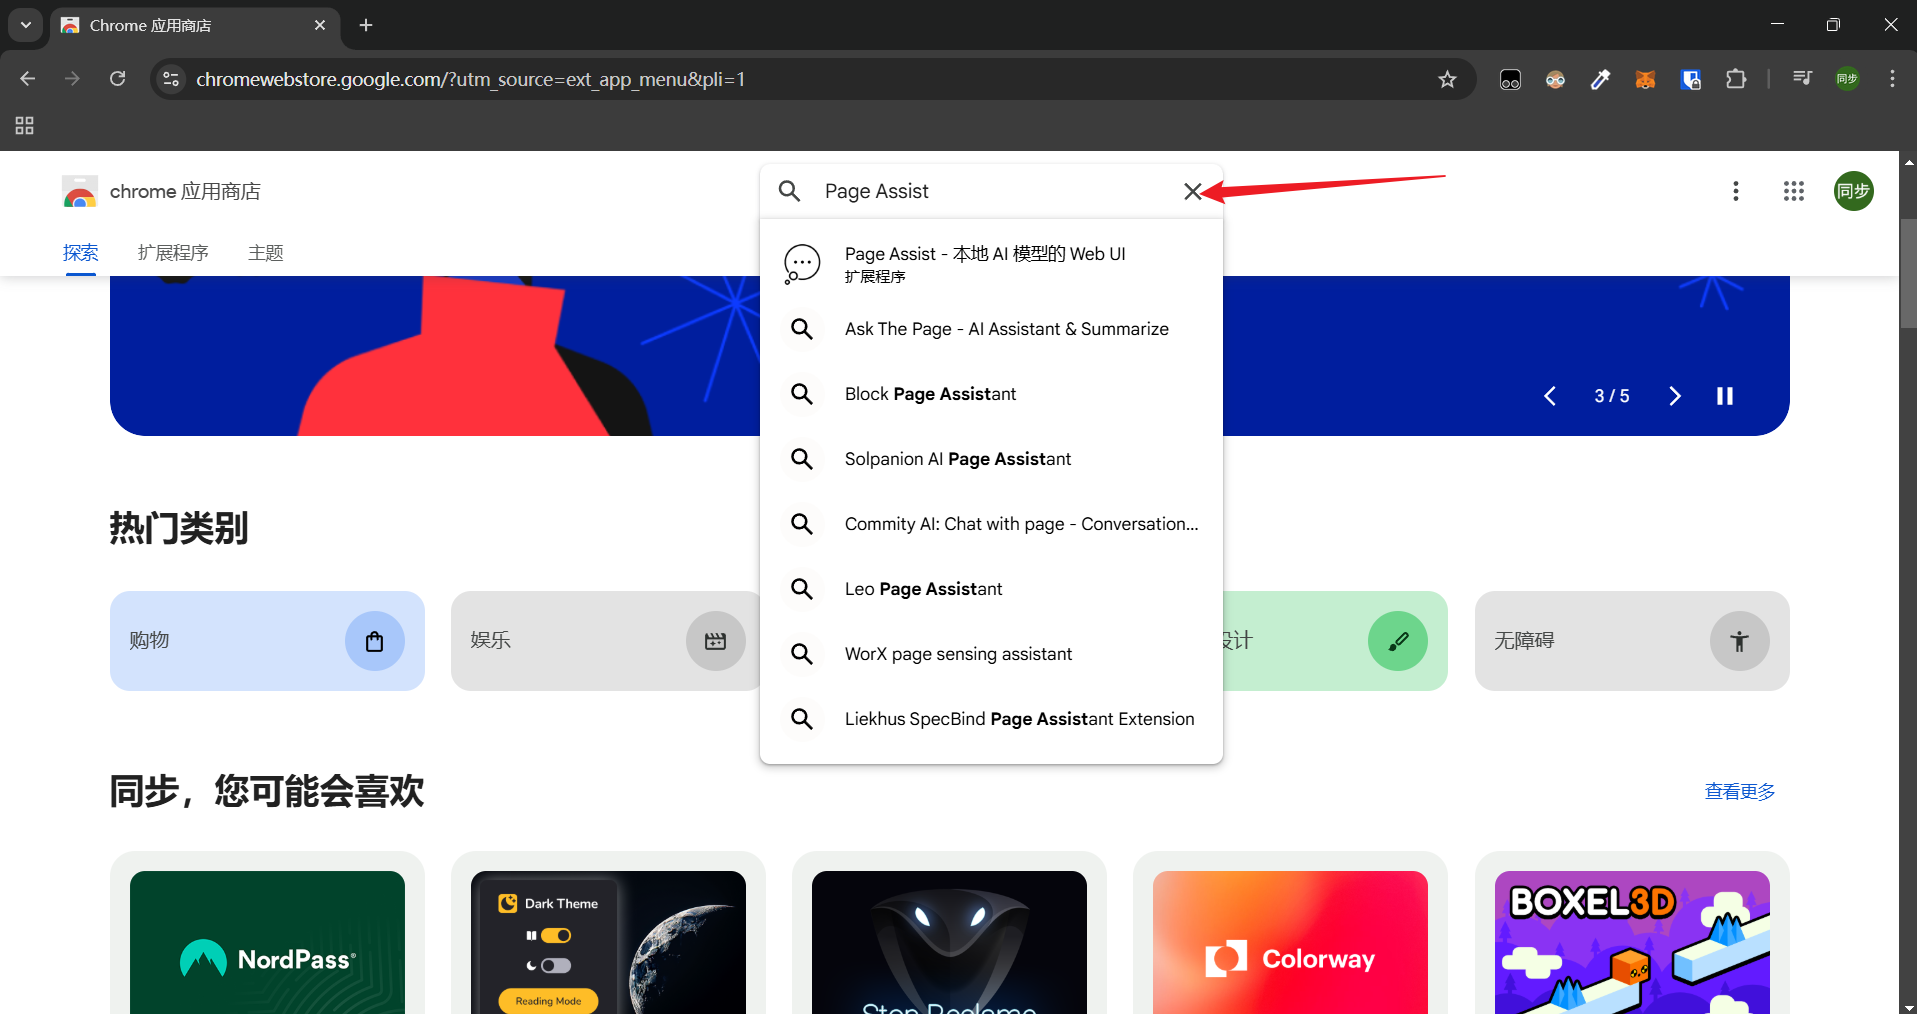 Chrome 应用商店
chromewebstore.google.com/?utm_source=ext_app_menu&pli=1
同步
chrome 应用商店
Page Assist
同步
探索
扩展程序
主题
Page Assist - 本地 AI 模型的 Web UI
扩展程序
Ask The Page - AI Assistant & Summarize
Block Page Assistant
Solpanion AI Page Assistant
Commity AI: Chat with page - Conversation...
Leo Page Assistant
WorX page sensing assistant
Liekhus SpecBind Page Assistant Extension
3 / 5
热门类别
购物
娱乐
设计
无障碍
同步，您可能会喜欢
查看更多
NordPass®
Dark Theme
Reading Mode
Colorway
BOXEL3D